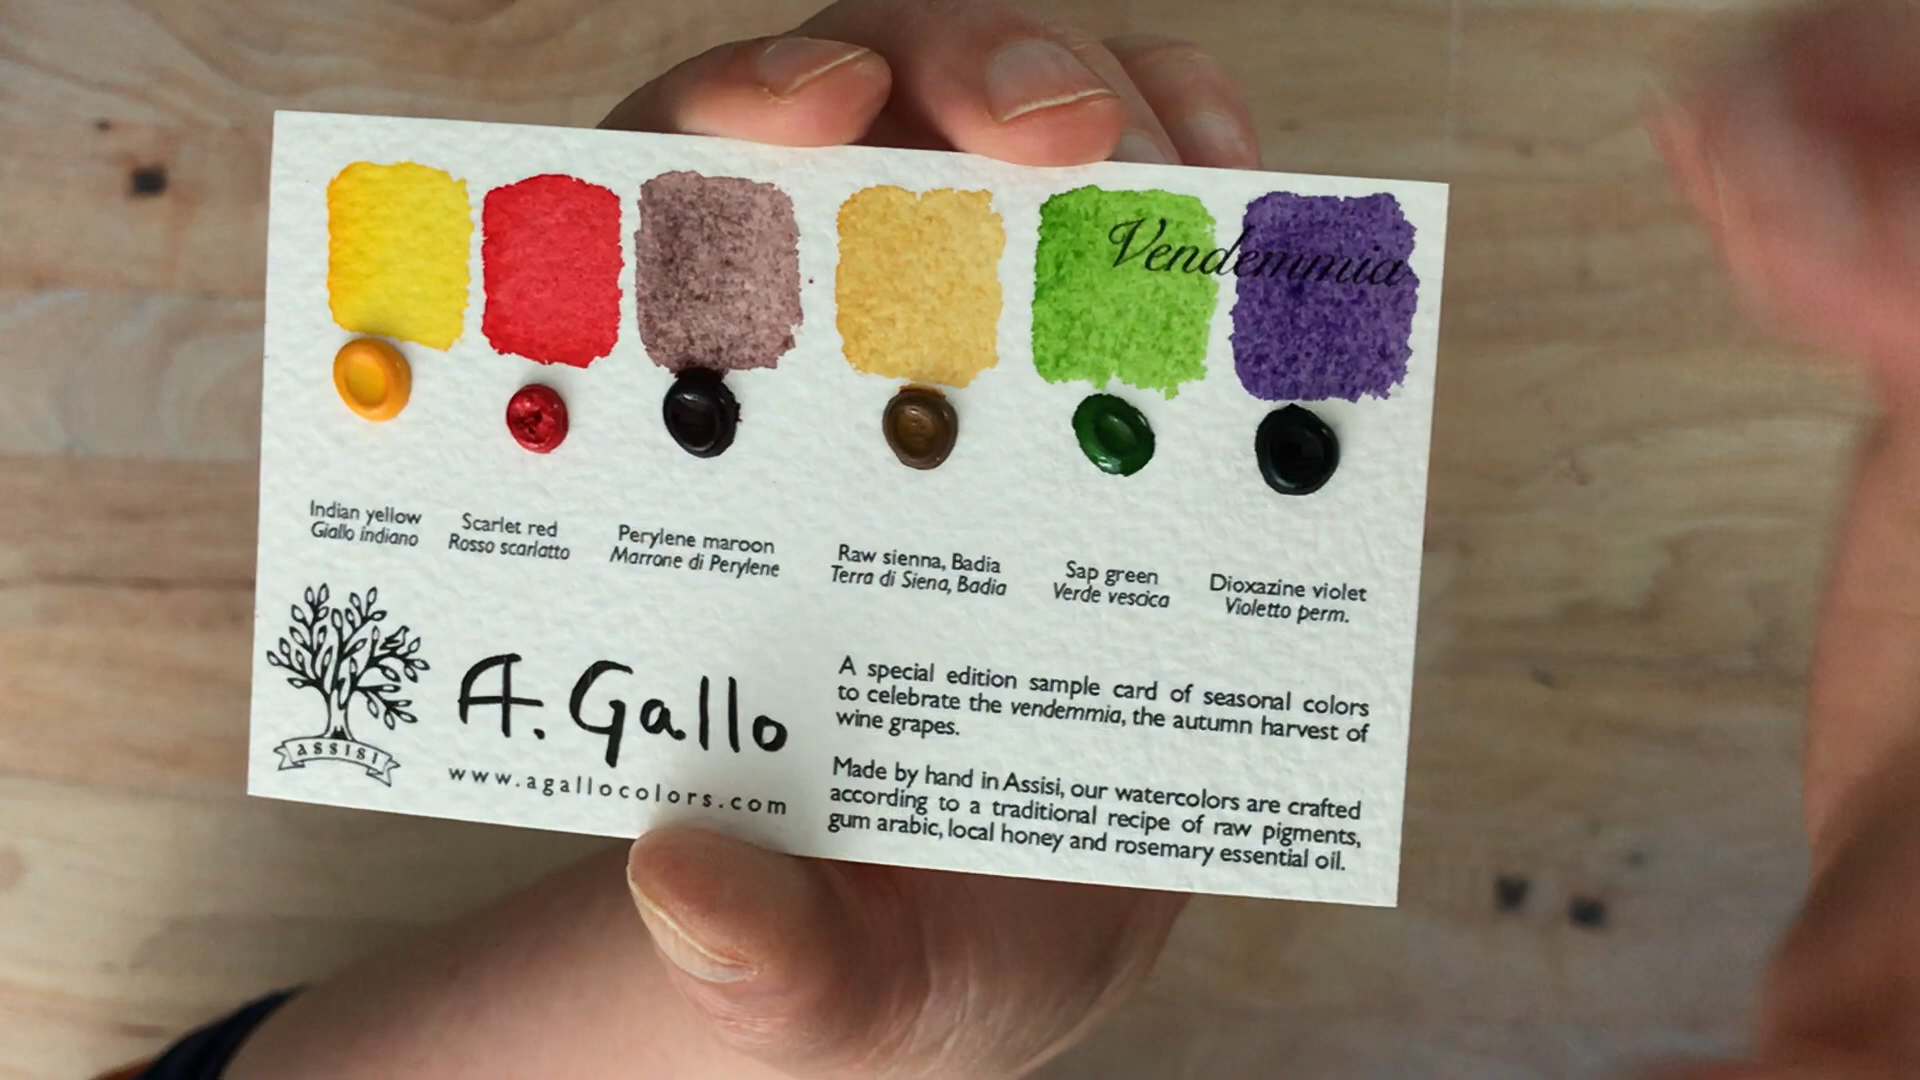 Vendemmia
Indian yellow
Giallo indiano
Scarlet red
Rosso scarlatto
Perylene maroon
Marrone di Perylene
Raw sienna, Badia
Terra di Siena, Badia
Sap green
Verde vescica
Dioxazine violet
Violetto perm.
ASSISI
A. Gallo
www.agallocolors.com
A special edition sample card of seasonal colors
to celebrate the vendemmia, the autumn harvest of
wine grapes.
Made by hand in Assisi, our watercolors are crafted
according to a traditional recipe of raw pigments,
gum arabic, local honey and rosemary essential oil.